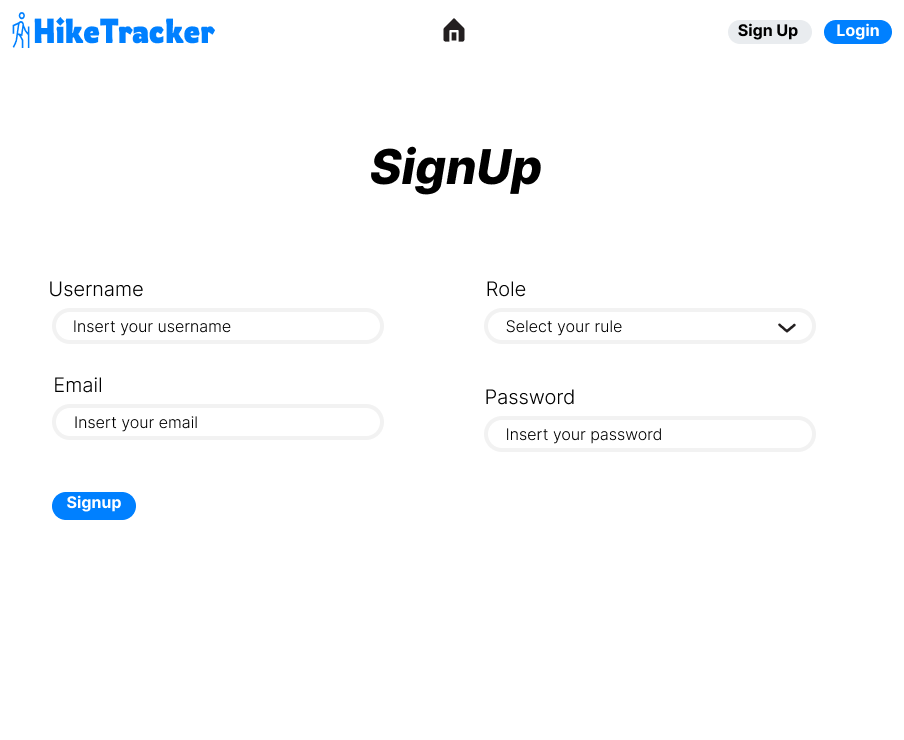 HikeTracker
Sign Up
Login
SignUp
Username
Insert your username
Role
Select your rule
Email
Insert your email
Password
Insert your password
Signup